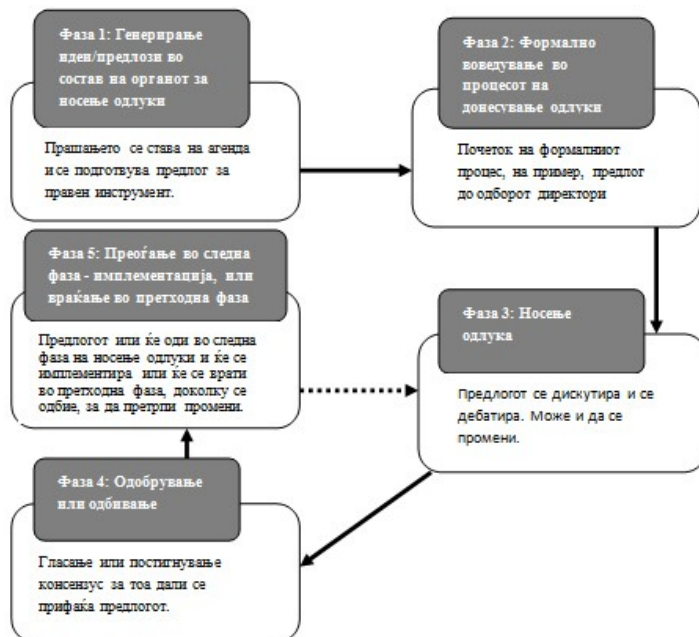 Фаза 1: Генерирање
идеи/предлози во
состав на органот за
носење одлуки
Прашањето се става на агенда
и се подготвува предлог за
правен инструмент.
Фаза 2: Формално
воведување во
процесот на
донесување одлуки
Почеток на формалниот
процес, на пример, предлог
до одборот директори
Фаза 3: Носење
одлука
Предлогот се дискутира и се
дебатира. Може и да се
промени.
Фаза 4: Одобрување
или одбивање
Гласање или постигнување
консензус за тоа дали се
прифаќа предлогот.
Фаза 5: Преоѓање во следна
фаза - имплементација, или
враќање во претходна фаза
Предлогот или ќе оди во следна
фаза на носење одлуки и ќе се
имплементира или ќе се врати
во претходна фаза, доколку се
одбие, за да претрпи промени.